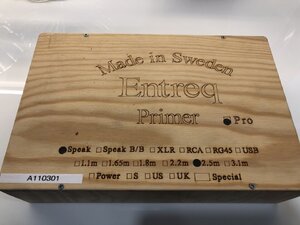 Made in Sweden
Entreq
Primer
●Pro
●Speak □Speak B/B □XLR □RCA □RG45 □USB
□1.1m □1.65m □1.8m □2.2m ●2.5m □3.1m
□Power □S □US □UK □ Special
A110301